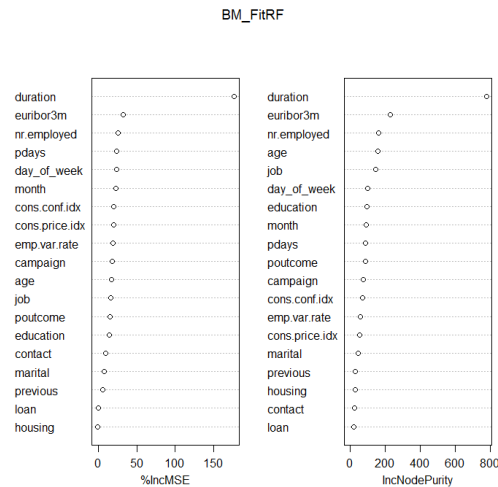 BM_FitRF
duration
euribor3m
nr.employed
pdays
day_of_week
month
cons.conf.idx
cons.price.idx
emp.var.rate
campaign
age
job
poutcome
education
contact
marital
previous
loan
housing
0 50 100 150
%IncMSE
duration
euribor3m
nr.employed
age
job
day_of_week
education
month
pdays
poutcome
campaign
cons.conf.idx
emp.var.rate
cons.price.idx
marital
previous
housing
contact
loan
0 200 400 600 800
IncNodePurity